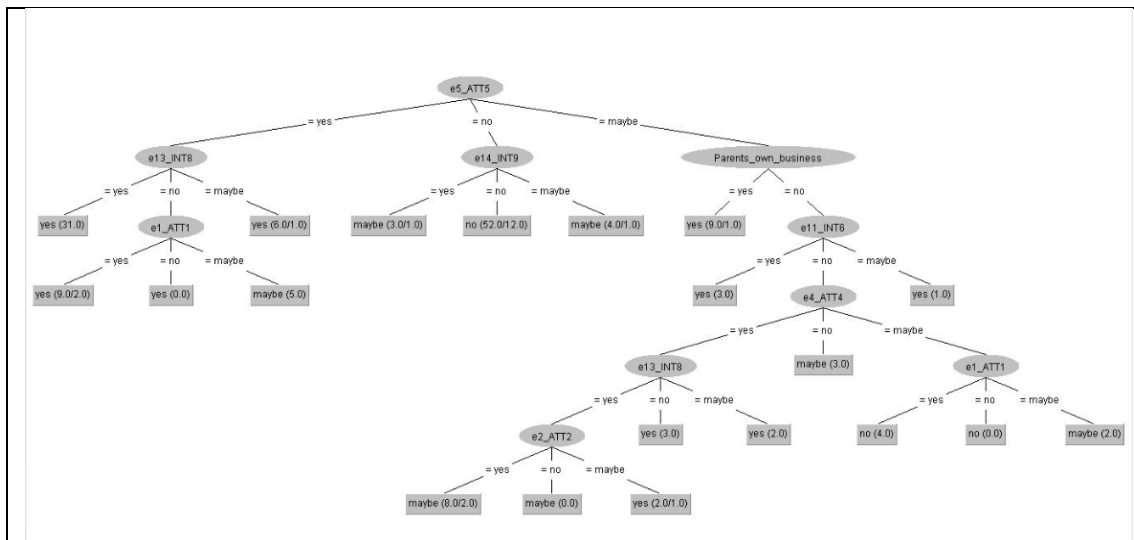 e5_ATT5
= yes
= no
= maybe
e13_INT8
e14_INT9
Parents_own_business
= yes
= no
= maybe
= yes
= no
= maybe
= yes
= no
yes (31.0)
e1_ATT1
yes (6.0/1.0)
maybe (3.0/1.0)
no (52.0/12.0)
maybe (4.0/1.0)
yes (9.0/1.0)
e11_INT6
= yes
= no
= maybe
= yes
= no
= maybe
yes (9.0/2.0)
yes (0.0)
maybe (5.0)
yes (3.0)
e4_ATT4
yes (1.0)
= yes
= no
= maybe
e13_INT8
maybe (3.0)
e1_ATT1
= yes
= no
= maybe
= yes
= no
= maybe
e2_ATT2
yes (3.0)
yes (2.0)
no (4.0)
no (0.0)
maybe (2.0)
= yes
= no
= maybe
maybe (8.0/2.0)
maybe (0.0)
yes (2.0/1.0)